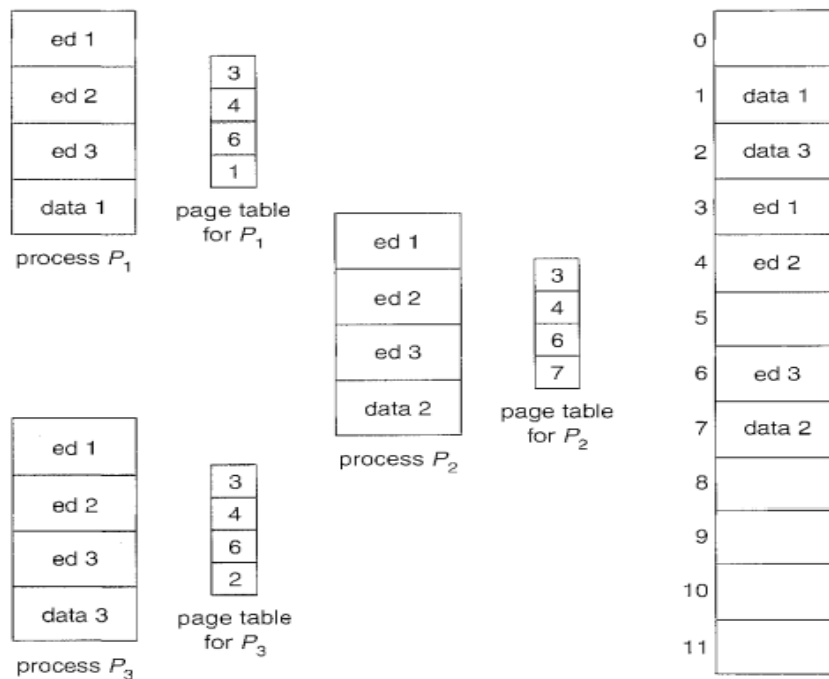 ed 1
ed 2
ed 3
data 1
process P1
3
4
6
1
page table
for P1
ed 1
ed 2
ed 3
data 2
process P2
3
4
6
7
page table
for P2
ed 1
ed 2
ed 3
data 3
process P3
3
4
6
2
page table
for P3
0
1 data 1
2 data 3
3 ed 1
4 ed 2
5
6 ed 3
7 data 2
8
9
10
11